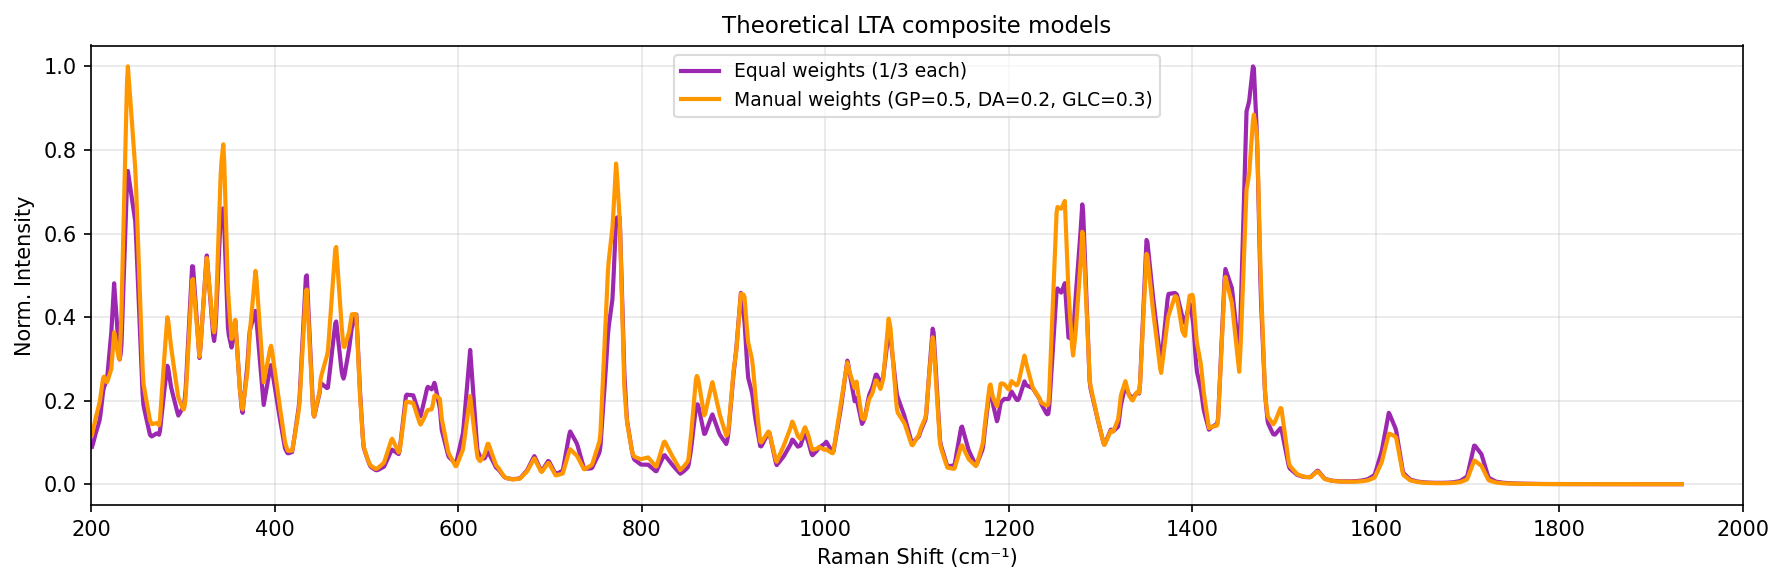 Theoretical LTA composite models
Equal weights (1/3 each)
Manual weights (GP=0.5, DA=0.2, GLC=0.3)
Norm. Intensity
1.0
0.8
0.6
0.4
0.2
0.0
200 400 600 800 1000 1200 1400 1600 1800 2000
Raman Shift (cm⁻¹)